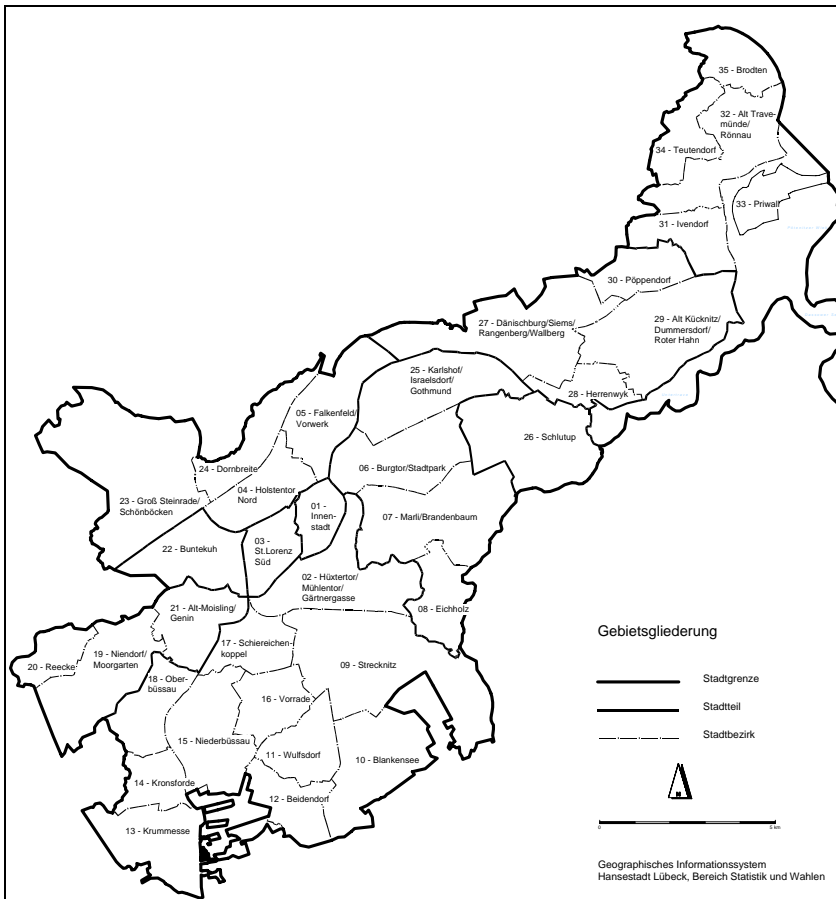 35 - Brodten
32 - Alt Trave-
münde/
Rönnau
34 - Teutendorf
33 - Priwall
31 - Ivendorf
30 - Pöppendorf
27 - Dänischburg/Siems/
Rangenberg/Wallberg
29 - Alt Kücknitz/
Dummersdorf/
Roter Hahn
25 - Karlshof/
Israelsdorf/
Gothmund
28 - Herrenwyk
05 - Falkenfeld/
Vorwerk
26 - Schlutup
24 - Dornbreite
06 - Burgtor/Stadtpark
04 - Holstentor
Nord
23 - Groß Steinrade/
Schönböcken
01 -
Innen-
stadt
07 - Marli/Brandenbaum
03 -
St.Lorenz
Süd
22 - Buntekuh
02 - Hüxtertor/
Mühlentor/
Gärtnergasse
21 - Alt-Moisling/
Genin
08 - Eichholz
17 - Schiereichen-
koppel
19 - Niendorf/
Moorgarten
20 - Reecke
09 - Strecknitz
18 - Ober-
büssau
16 - Vorrade
15 - Niederbüssau
11 - Wulfsdorf
10 - Blankensee
14 - Kronsforde
12 - Beidendorf
13 - Krummesse
Gebietsgliederung
Stadtgrenze
Stadtteil
Stadtbezirk
N
0 5 km
Geographisches Informationssystem
Hansestadt Lübeck, Bereich Statistik und Wahlen